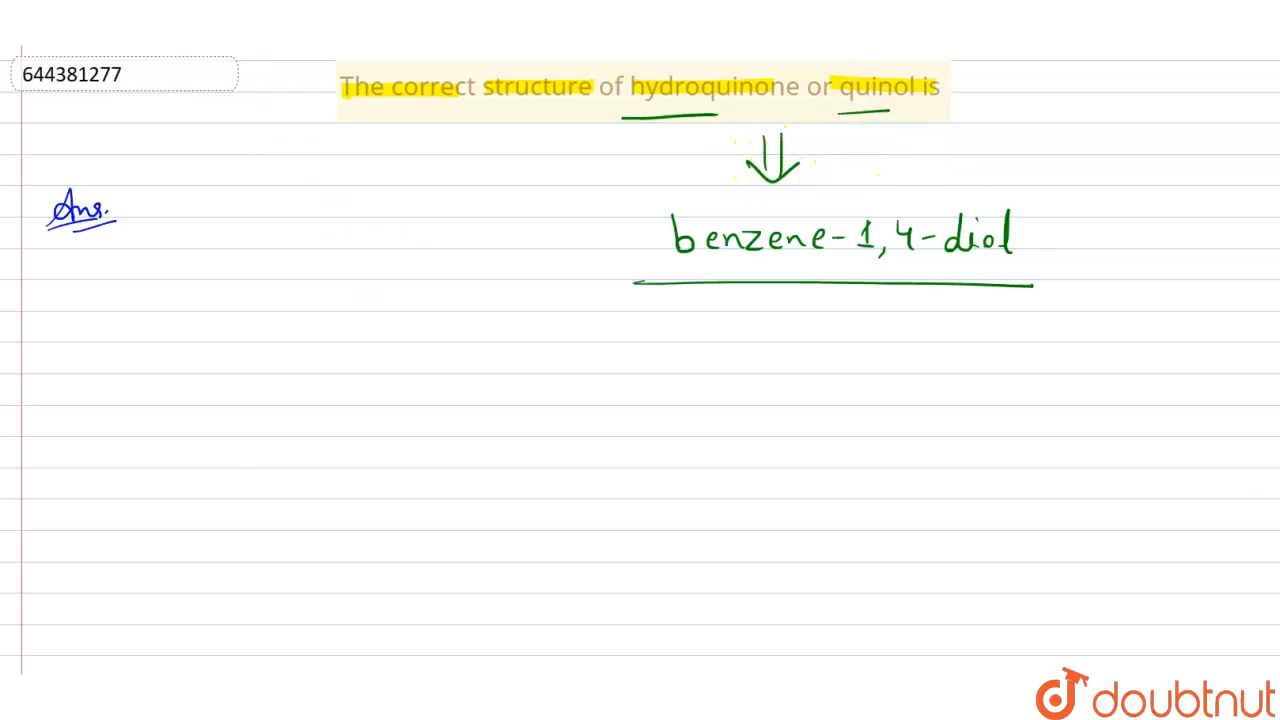 644381277
The correct structure of hydroquinone or quinol is
Ans.
benzene-1,4-diol
doubtnut